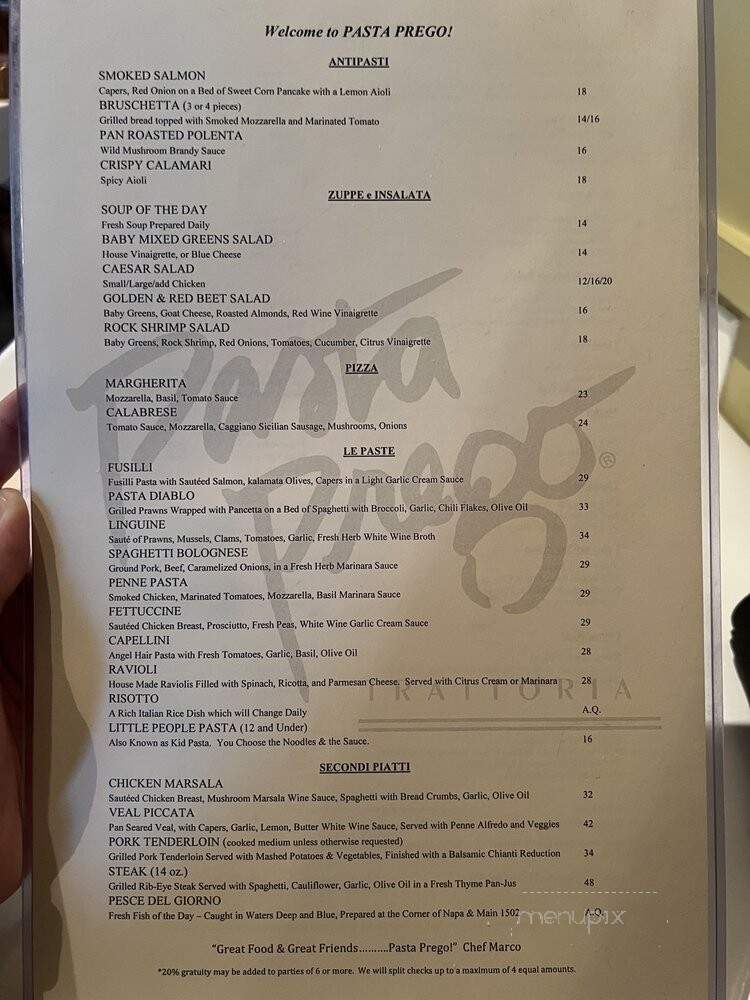 Welcome to PASTA PREGO!
ANTIPASTI
SMOKED SALMON
Capers, Red Onion on a Bed of Sweet Corn Pancake with a Lemon Aioli 18
BRUSCHETTA (3 or 4 pieces)
Grilled bread topped with Smoked Mozzarella and Marinated Tomato 14/16
PAN ROASTED POLENTA
Wild Mushroom Brandy Sauce 16
CRISPY CALAMARI
Spicy Aioli 18
ZUPPE e INSALATA
SOUP OF THE DAY
Fresh Soup Prepared Daily 14
BABY MIXED GREENS SALAD
House Vinaigrette, or Blue Cheese 14
CAESAR SALAD
Small/Large/add Chicken 12/16/20
GOLDEN & RED BEET SALAD
Baby Greens, Goat Cheese, Roasted Almonds, Red Wine Vinaigrette 16
ROCK SHRIMP SALAD
Baby Greens, Rock Shrimp, Red Onions, Tomatoes, Cucumber, Citrus Vinaigrette 18
PIZZA
MARGHERITA
Mozzarella, Basil, Tomato Sauce 23
CALABRESE
Tomato Sauce, Mozzarella, Caggiano Sicilian Sausage, Mushrooms, Onions 24
LE PASTE
FUSILLI
Fusilli Pasta with Sautéed Salmon, kalamata Olives, Capers in a Light Garlic Cream Sauce 29
PASTA DIABLO
Grilled Prawns Wrapped with Pancetta on a Bed of Spaghetti with Broccoli, Garlic, Chili Flakes, Olive Oil 33
LINGUINE
Sauté of Prawns, Mussels, Clams, Tomatoes, Garlic, Fresh Herb White Wine Broth 34
SPAGHETTI BOLOGNESE
Ground Pork, Beef, Caramelized Onions, in a Fresh Herb Marinara Sauce 29
PENNE PASTA
Smoked Chicken, Marinated Tomatoes, Mozzarella, Basil Marinara Sauce 29
FETTUCCINE
Sautéed Chicken Breast, Prosciutto, Fresh Peas, White Wine Garlic Cream Sauce 29
CAPELLINI
Angel Hair Pasta with Fresh Tomatoes, Garlic, Basil, Olive Oil 28
RAVIOLI
House Made Raviolis Filled with Spinach, Ricotta, and Parmesan Cheese. Served with Citrus Cream or Marinara 28
RISOTTO
A Rich Italian Rice Dish which will Change Daily A.Q.
LITTLE PEOPLE PASTA (12 and Under)
Also Known as Kid Pasta. You Choose the Noodles & the Sauce. 16
SECONDI PIATTI
CHICKEN MARSALA
Sautéed Chicken Breast, Mushroom Marsala Wine Sauce, Spaghetti with Bread Crumbs, Garlic, Olive Oil 32
VEAL PICCATA
Pan Seared Veal, with Capers, Garlic, Lemon, Butter White Wine Sauce, Served with Penne Alfredo and Veggies 42
PORK TENDERLOIN (cooked medium unless otherwise requested)
Grilled Pork Tenderloin Served with Mashed Potatoes & Vegetables, Finished with a Balsamic Chianti Reduction 34
STEAK (14 oz.)
Grilled Rib-Eye Steak Served with Spaghetti, Cauliflower, Garlic, Olive Oil in a Fresh Thyme Pan-Jus 48
PESCE DEL GIORNO
Fresh Fish of the Day – Caught in Waters Deep and Blue, Prepared at the Corner of Napa & Main 1502 A.Q.
"Great Food & Great Friends..........Pasta Prego!" Chef Marco
*20% gratuity may be added to parties of 6 or more. We will split checks up to a maximum of 4 equal amounts.
Pasta
Prego®
TRATTORIA
menupix